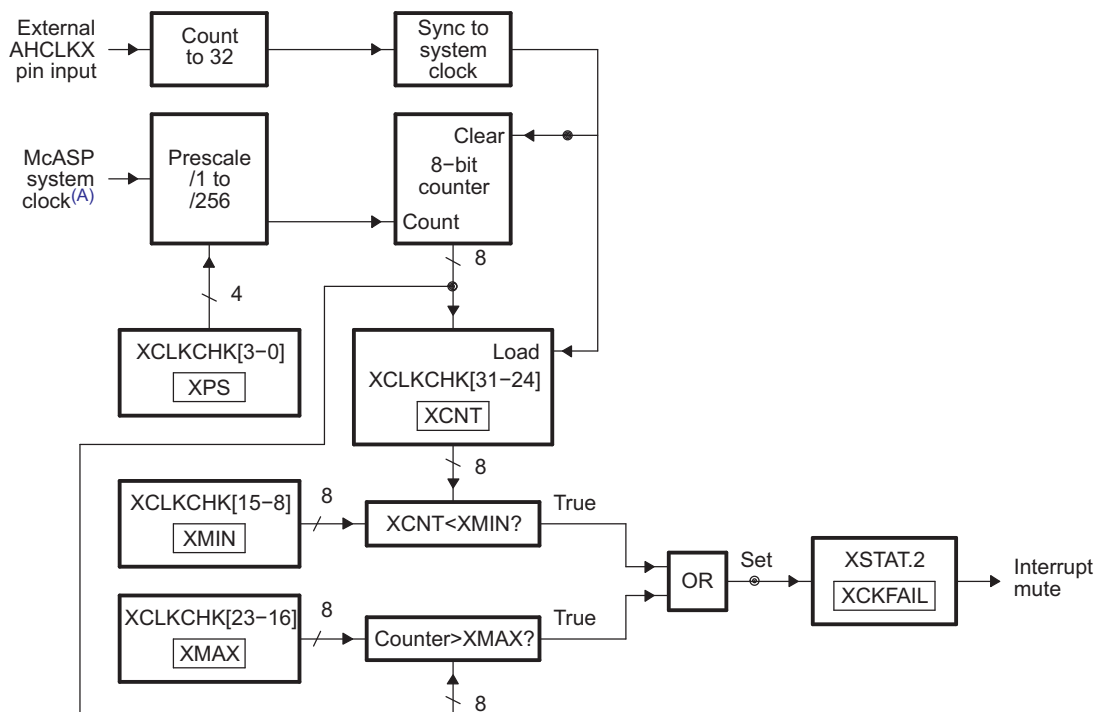 External
AHCLKX
pin input
Count
to 32
Sync to
system
clock
McASP
system
clock(A)
Prescale
/1 to
/256
Clear
8−bit
counter
Count
8
4
XCLKCHK[3−0]
XPS
Load
XCLKCHK[31−24]
XCNT
8
XCLKCHK[15−8]
XMIN
8
XCNT<XMIN?
True
OR
Set
XSTAT.2
XCKFAIL
Interrupt
mute
XCLKCHK[23−16]
XMAX
8
Counter>XMAX?
True
8